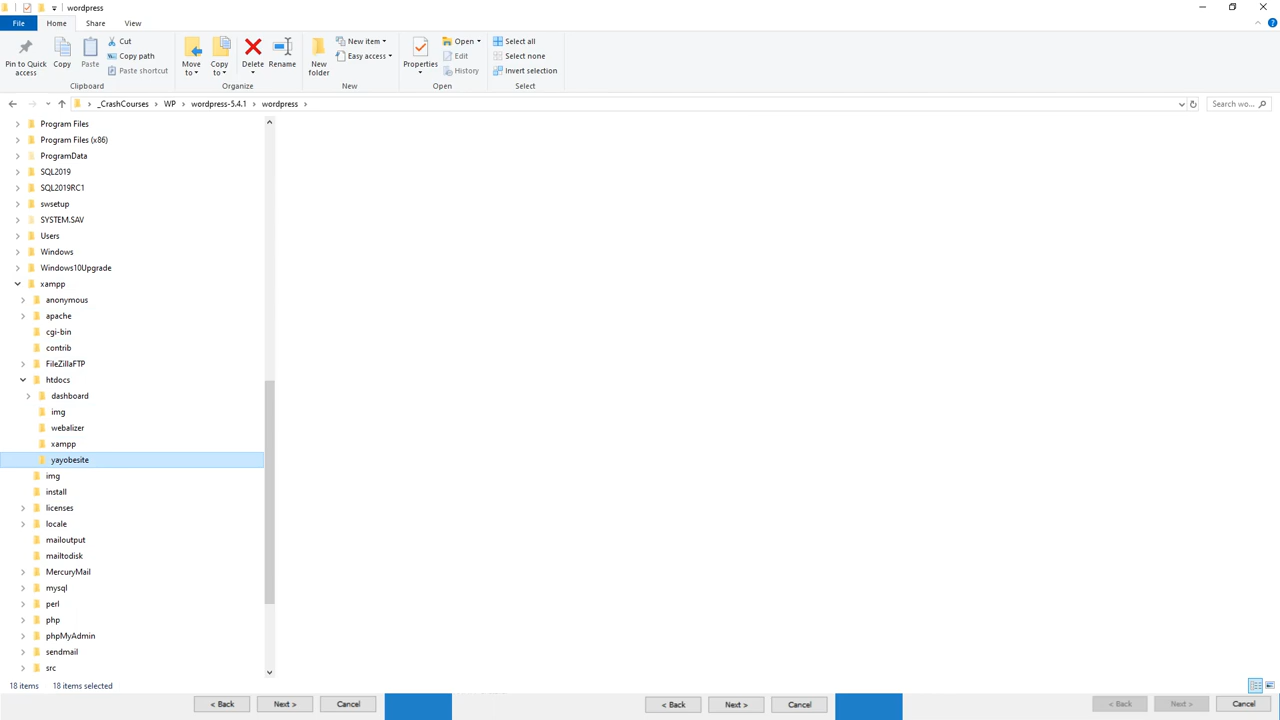 wordpress
File Home Share View
Pin to Quick access
Copy
Paste
Cut
Copy path
Paste shortcut
Clipboard
Move to
Copy to
Delete
Rename
Organize
New folder
New item
Easy access
New
Properties
Open
Edit
History
Open
Select all
Select none
Invert selection
Select
_CrashCourses > WP > wordpress-5.4.1 > wordpress >
Search wo...
Program Files
Program Files (x86)
ProgramData
SQL2019
SQL2019RC1
swsetup
SYSTEM.SAV
Users
Windows
Windows10Upgrade
xampp
anonymous
apache
cgi-bin
contrib
FileZillaFTP
htdocs
dashboard
img
webalizer
xampp
yayobesite
img
install
licenses
locale
mailoutput
mailtodisk
MercuryMail
mysql
perl
php
phpMyAdmin
sendmail
src
18 items 18 items selected
< Back Next > Cancel < Back Next > Cancel < Back Next > Cancel